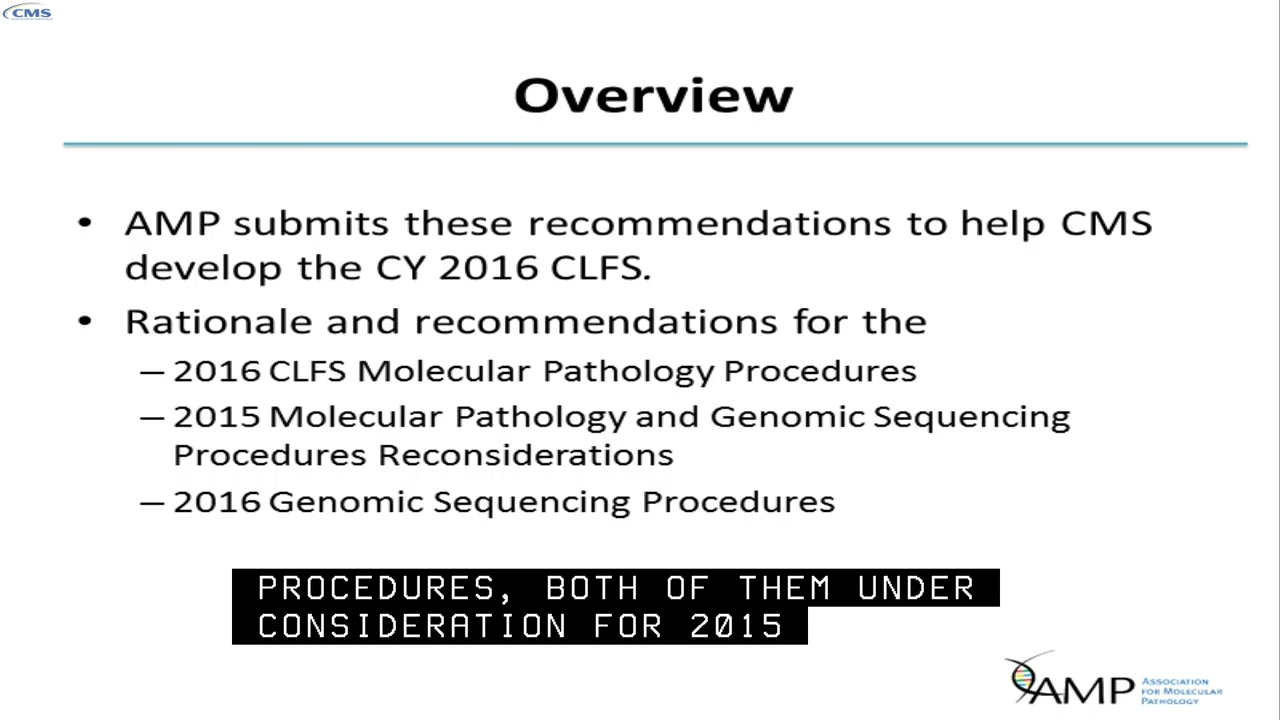 CMS
Overview
• AMP submits these recommendations to help CMS
develop the CY 2016 CLFS.
• Rationale and recommendations for the
– 2016 CLFS Molecular Pathology Procedures
– 2015 Molecular Pathology and Genomic Sequencing
Procedures Reconsiderations
– 2016 Genomic Sequencing Procedures
PROCEDURES, BOTH OF THEM UNDER
CONSIDERATION FOR 2015
AMP
ASSOCIATION
FOR MOLECULAR
PATHOLOGY